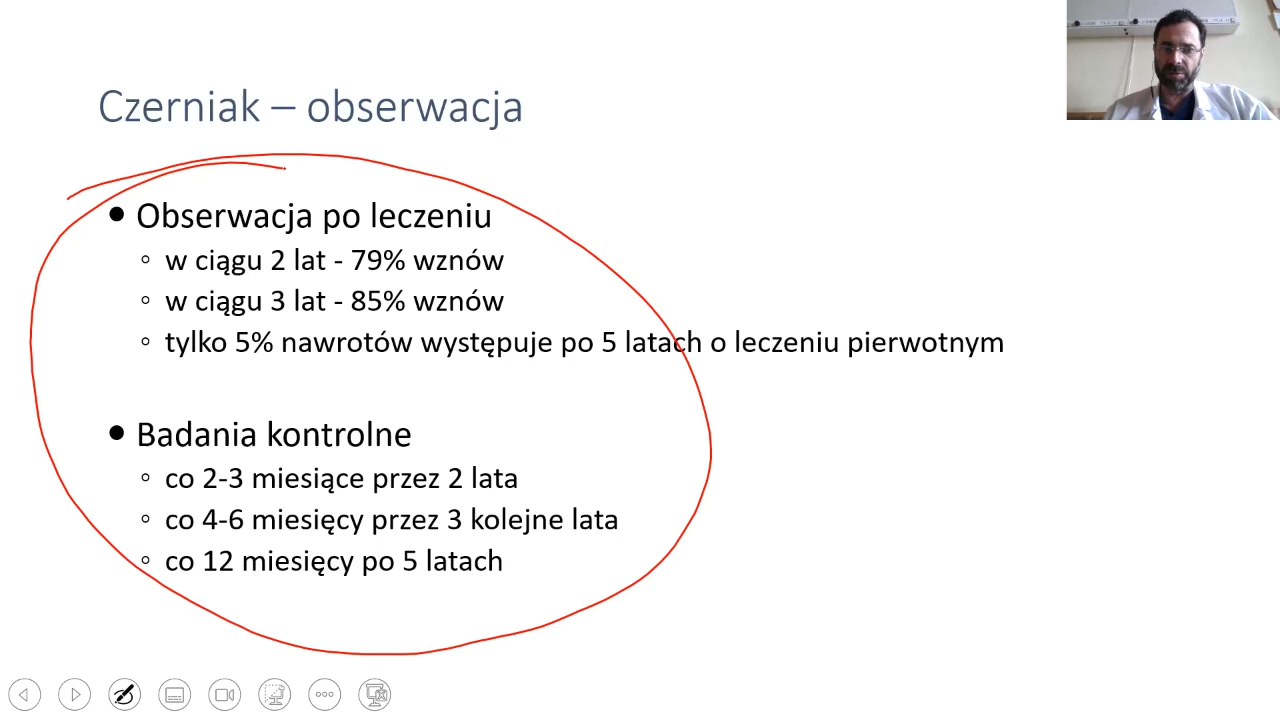 Czerniak – obserwacja
• Obserwacja po leczeniu
◦ w ciągu 2 lat - 79% wznów
◦ w ciągu 3 lat - 85% wznów
◦ tylko 5% nawrotów występuje po 5 latach o leczeniu pierwotnym
• Badania kontrolne
◦ co 2-3 miesiące przez 2 lata
◦ co 4-6 miesięcy przez 3 kolejne lata
◦ co 12 miesięcy po 5 latach